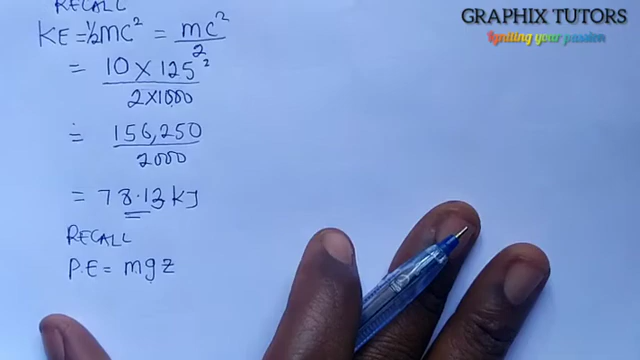 RECALL
GRAPHIX TUTORS
Igniting your passion
KE = ½mc² = mc²/2
= 10 × 125² / 2×1000
= 156,250 / 2000
= 78.13 kJ
RECALL
P.E = mgz